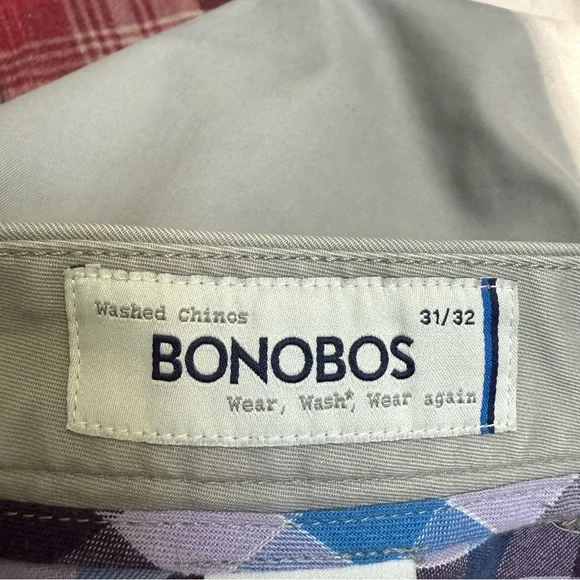 Washed Chinos 31/32
BONOBOS
Wear, Wash*, Wear again